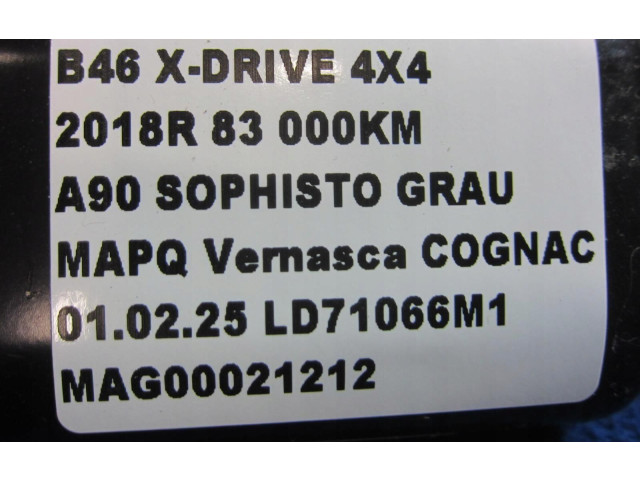 B46 X-DRIVE 4X4
2018R 83 000KM
A90 SOPHISTO GRAU
MAPQ Vernasca COGNAC
01.02.25 LD71066M1
MAG00021212